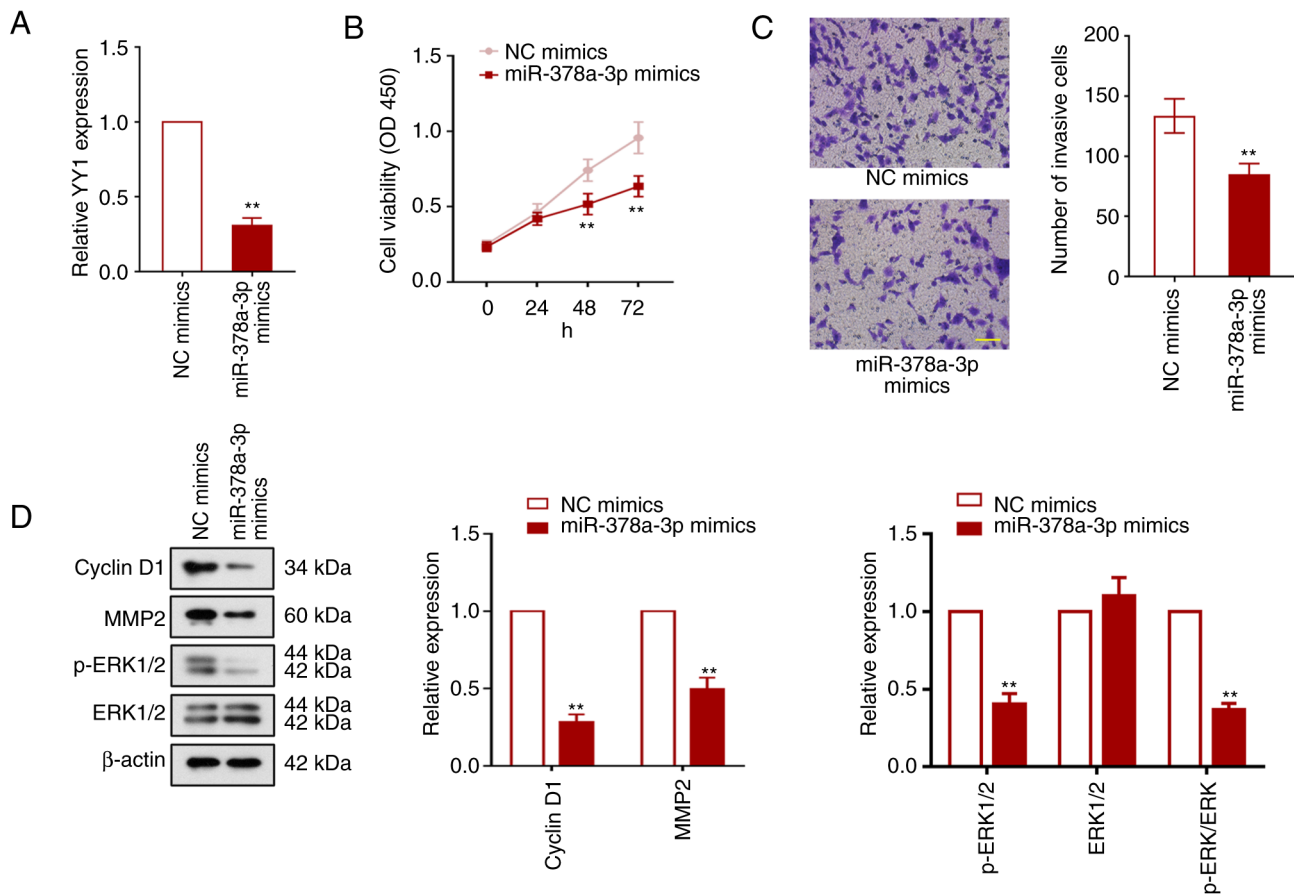 A
Relative YY1 expression
1.5
1.0
0.5
0.0
**
NC mimics
miR-378a-3p
mimics
B
Cell viability (OD 450)
1.5
1.0
0.5
0.0
NC mimics
miR-378a-3p mimics
**
**
0 24 48 72
h
C
NC mimics
miR-378a-3p
mimics
Number of invasive cells
200
150
100
50
0
**
NC mimics
miR-378a-3p
mimics
D
NC mimics
miR-378a-3p
mimics
Cyclin D1 34 kDa
MMP2 60 kDa
p-ERK1/2 44 kDa
42 kDa
ERK1/2 44 kDa
42 kDa
β-actin 42 kDa
NC mimics
miR-378a-3p mimics
Relative expression
1.5
1.0
0.5
0.0
**
**
Cyclin D1
MMP2
NC mimics
miR-378a-3p mimics
Relative expression
1.5
1.0
0.5
0.0
**
**
p-ERK1/2
ERK1/2
p-ERK/ERK